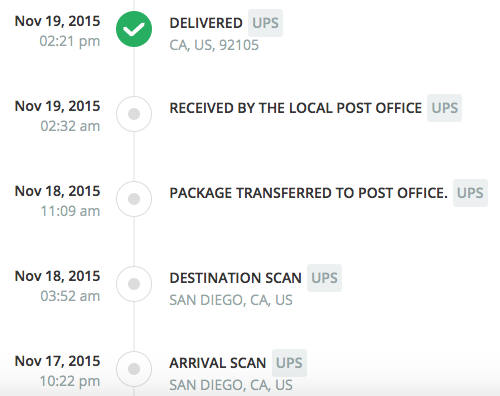 Nov 19, 2015 DELIVERED UPS
02:21 pm CA, US, 92105
Nov 19, 2015 RECEIVED BY THE LOCAL POST OFFICE UPS
02:32 am
Nov 18, 2015 PACKAGE TRANSFERRED TO POST OFFICE. UPS
11:09 am
Nov 18, 2015 DESTINATION SCAN UPS
03:52 am SAN DIEGO, CA, US
Nov 17, 2015 ARRIVAL SCAN UPS
10:22 pm SAN DIEGO, CA, US